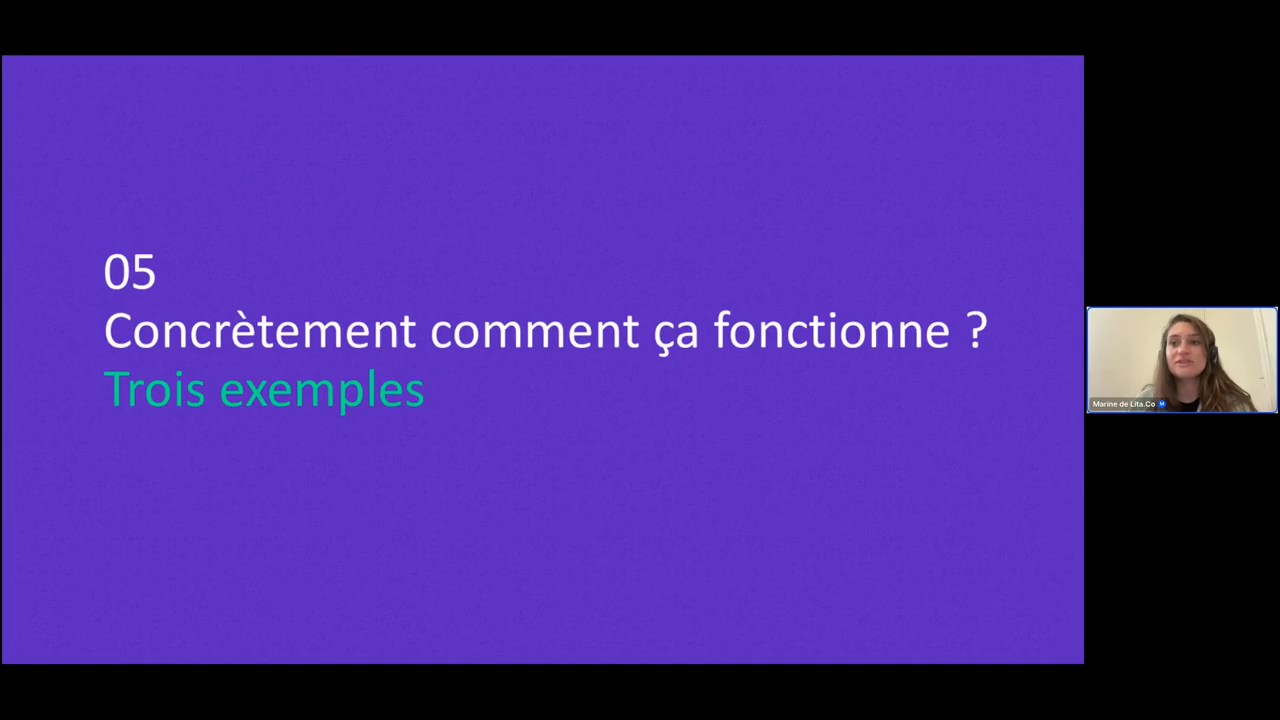 05
Concrètement comment ça fonctionne ?
Trois exemples
Marine de Lita.Co M